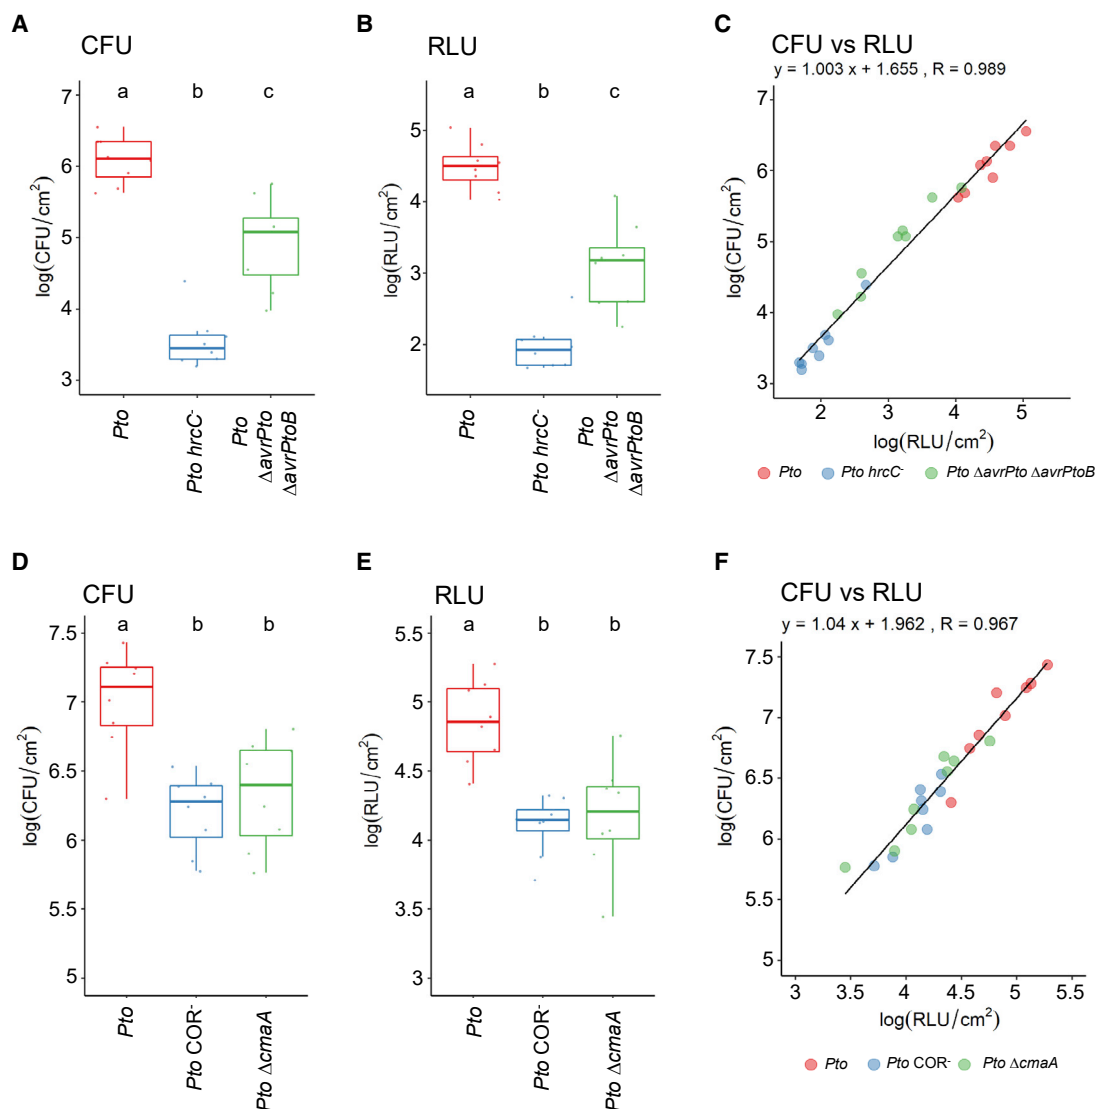 A
CFU
a b c
7
6
5
4
3
log(CFU/cm²)
Pto
Pto hrcC⁻
Pto
ΔavrPto
ΔavrPtoB
B
RLU
a b c
5
4
3
2
log(RLU/cm²)
Pto
Pto hrcC⁻
Pto
ΔavrPto
ΔavrPtoB
C
CFU vs RLU
y = 1.003 x + 1.655 , R = 0.989
7
6
5
4
3
log(CFU/cm²)
2 3 4 5
log(RLU/cm²)
Pto Pto hrcC⁻ Pto ΔavrPto ΔavrPtoB
D
CFU
a b b
7.5
7
6.5
6
5.5
5
log(CFU/cm²)
Pto
Pto COR⁻
Pto ΔcmaA
E
RLU
a b b
5.5
5
4.5
4
3.5
3
log(RLU/cm²)
Pto
Pto COR⁻
Pto ΔcmaA
F
CFU vs RLU
y = 1.04 x + 1.962 , R = 0.967
7.5
7
6.5
6
5.5
5
log(CFU/cm²)
3 3.5 4 4.5 5 5.5
log(RLU/cm²)
Pto Pto COR⁻ Pto ΔcmaA